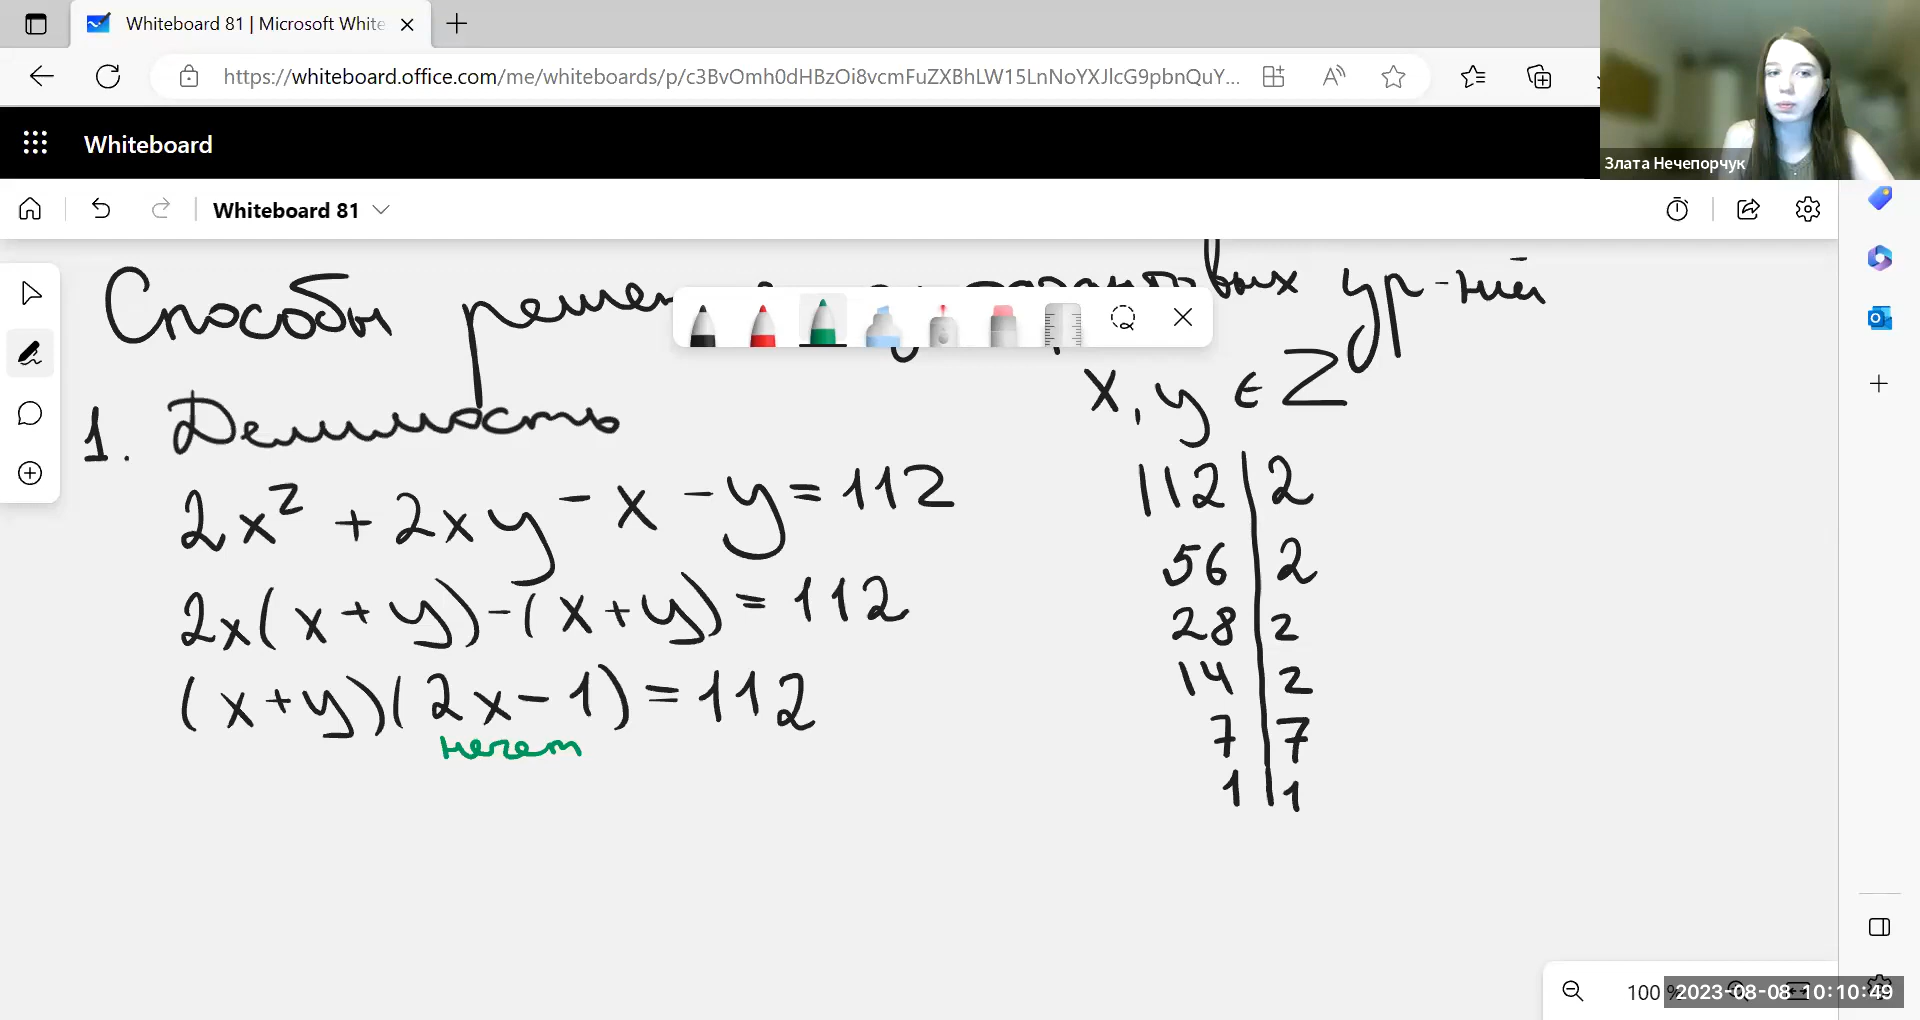 Whiteboard 81 | Microsoft White
https://whiteboard.office.com/me/whiteboards/p/c3BvOmh0dHBzOi8vcmFuZXBhLW15LnNoYXJlcG9pbnQuY...
Whiteboard
Злата Нечепорчук
Whiteboard 81
Способы ур-ний
x, y ∈ Z
1. Делимость
2x² + 2xy - x - y = 112
2x(x + y) - (x + y) = 112
(x + y)(2x - 1) = 112
нечет
112 | 2
56 | 2
28 | 2
14 | 2
7 | 7
1 | 1
100 %
2023-08-08 10:10:49